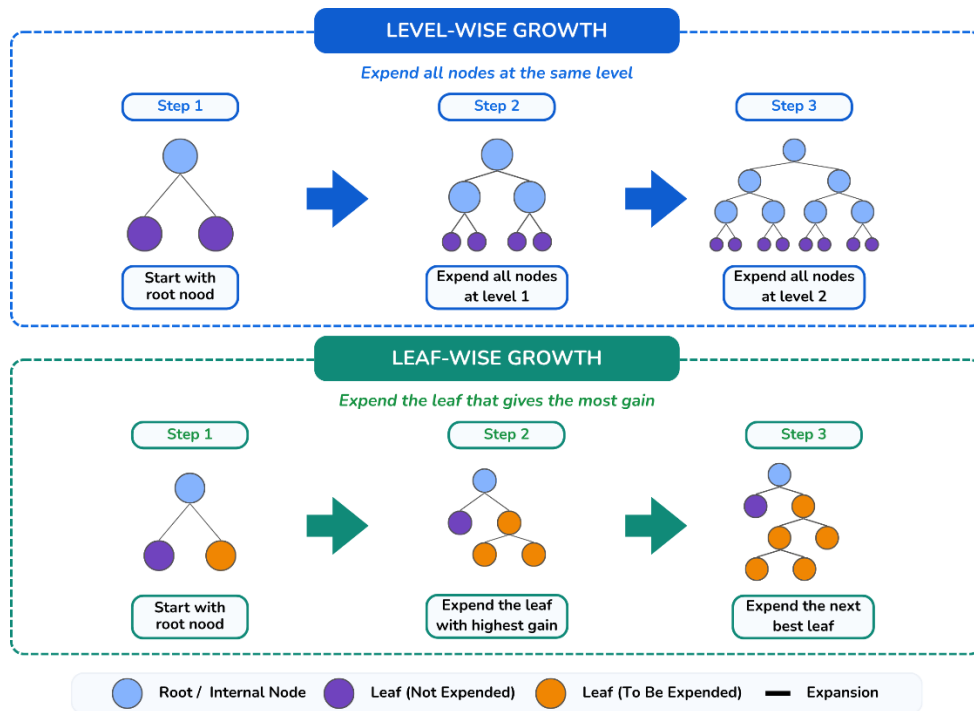 LEVEL-WISE GROWTH
Expend all nodes at the same level
Step 1
Step 2
Step 3
Start with
root nood
Expend all nodes
at level 1
Expend all nodes
at level 2
LEAF-WISE GROWTH
Expend the leaf that gives the most gain
Step 1
Step 2
Step 3
Start with
root nood
Expend the leaf
with highest gain
Expend the next
best leaf
Root / Internal Node
Leaf (Not Expended)
Leaf (To Be Expended)
Expansion